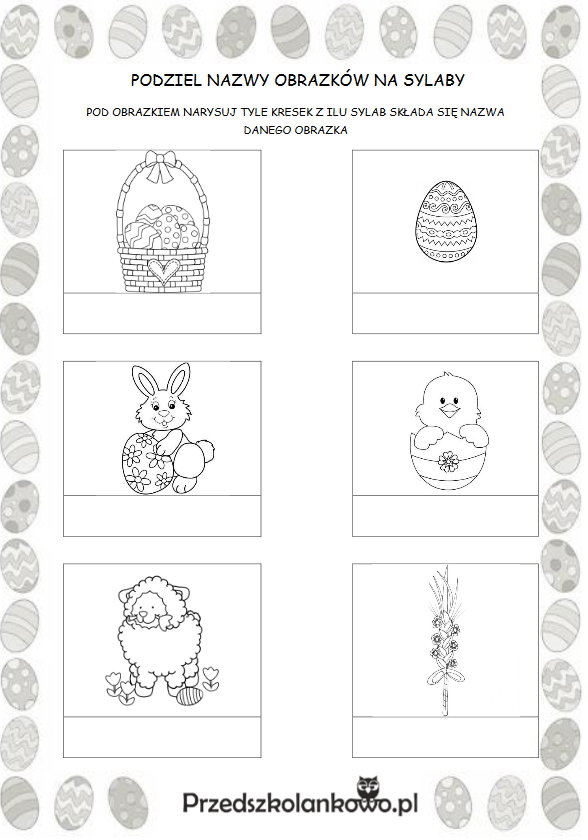 PODZIEL NAZWY OBRAZKÓW NA SYLABY
POD OBRAZKIEM NARYSUJ TYLE KRESEK Z ILU SYLAB SKŁADA SIĘ NAZWA
DANEGO OBRAZKA
Przedszkolankowo.pl